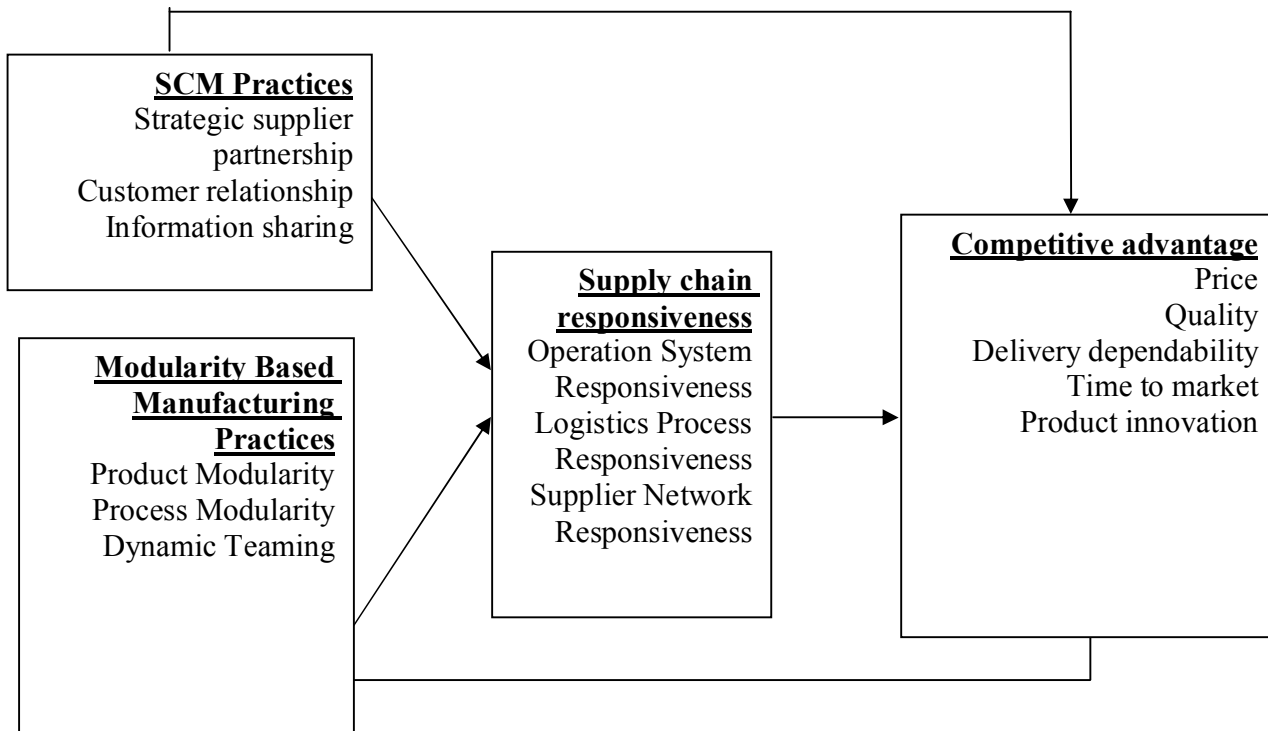 SCM Practices
Strategic supplier
partnership
Customer relationship
Information sharing
Modularity Based
Manufacturing
Practices
Product Modularity
Process Modularity
Dynamic Teaming
Supply chain
responsiveness
Operation System
Responsiveness
Logistics Process
Responsiveness
Supplier Network
Responsiveness
Competitive advantage
Price
Quality
Delivery dependability
Time to market
Product innovation